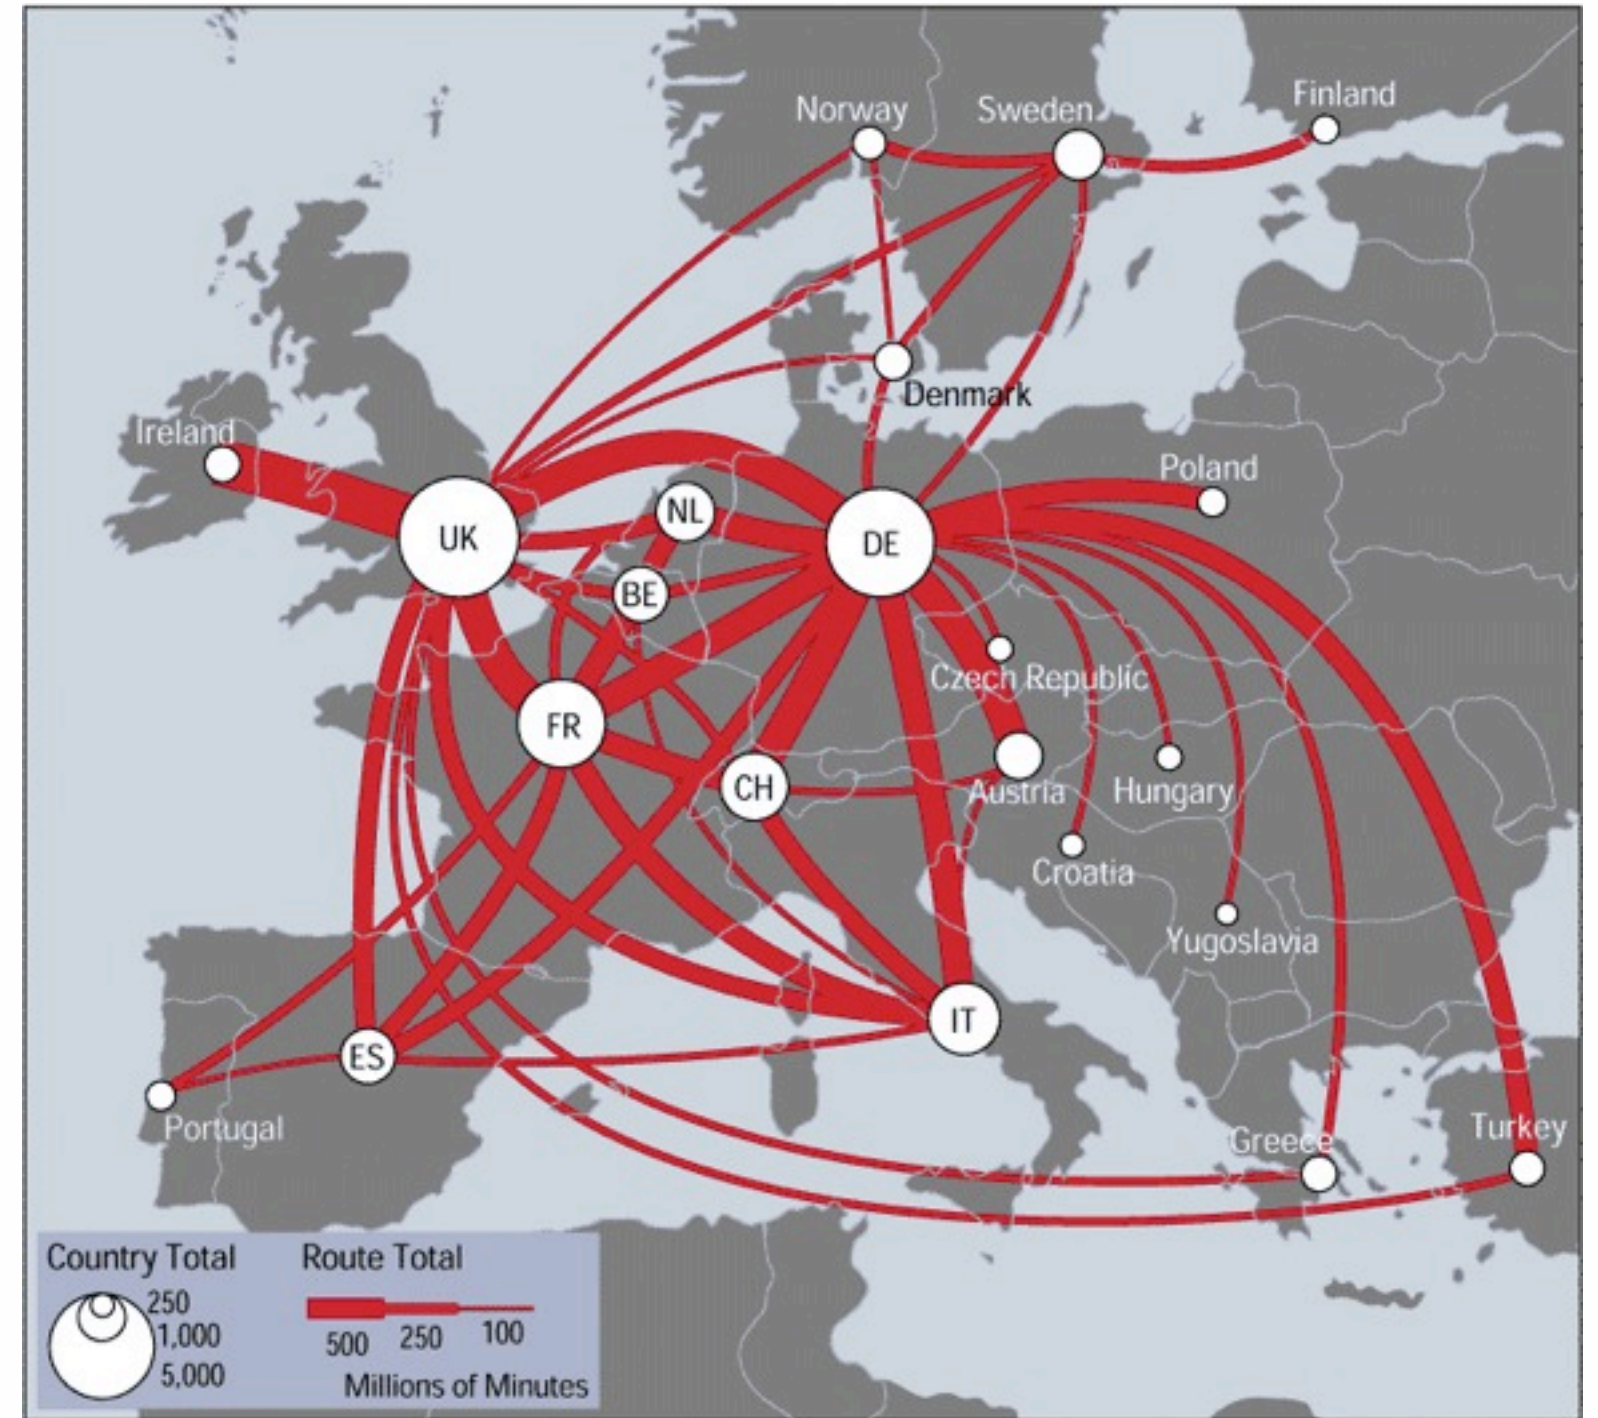 Norway
Sweden
Finland
Ireland
Denmark
Poland
UK
NL
DE
BE
Czech Republic
FR
CH
Austria
Hungary
Croatia
Yugoslavia
IT
ES
Portugal
Greece
Turkey
Country Total
250
1,000
5,000
Route Total
500
250
100
Millions of Minutes